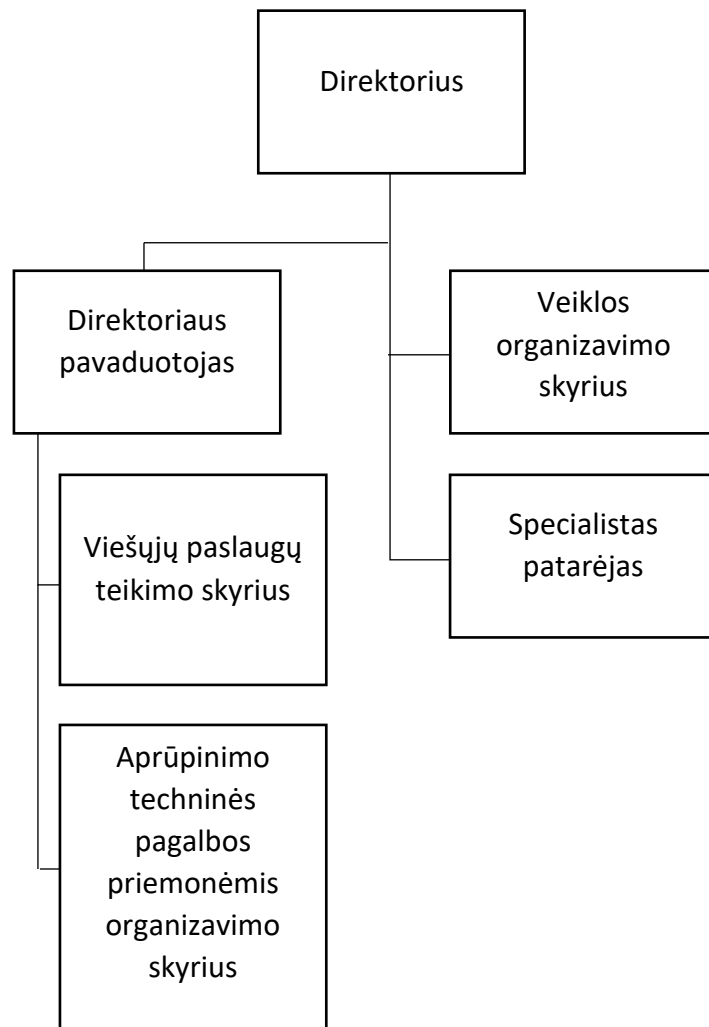 Direktorius
Direktoriaus
pavaduotojas
Veiklos
organizavimo
skyrius
Viešųjų paslaugų
teikimo skyrius
Specialistas
patarėjas
Aprūpinimo
techninės
pagalbos
priemonėmis
organizavimo
skyrius